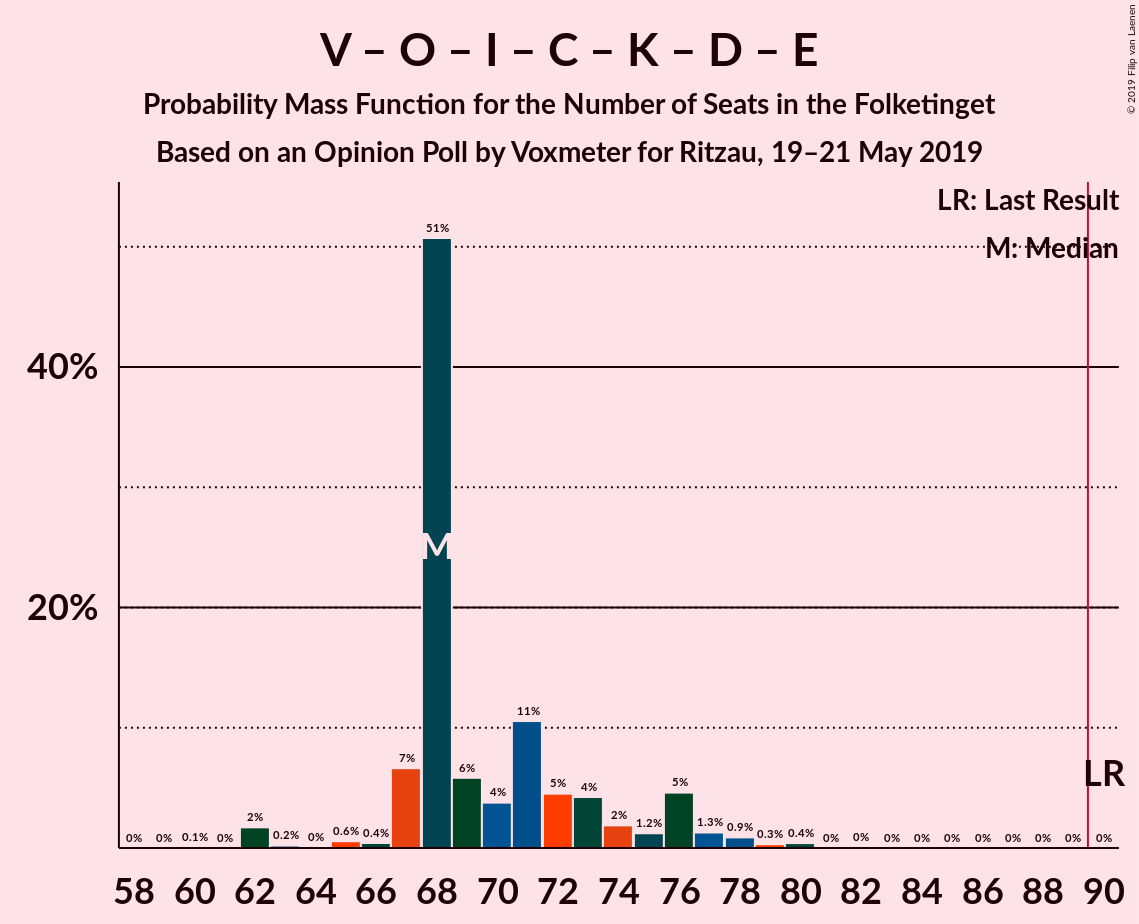 V – O – I – C – K – D – E
Probability Mass Function for the Number of Seats in the Folketinget
Based on an Opinion Poll by Voxmeter for Ritzau, 19–21 May 2019
© 2019 Filip van Laenen
LR: Last Result
M: Median
40%
20%
0% 0% 0.1% 0% 2% 0.2% 0% 0.6% 0.4% 7% 51% 6% 4% 11% 5% 4% 2% 1.2% 5% 1.3% 0.9% 0.3% 0.4% 0% 0% 0% 0% 0% 0% 0% 0% 0% 0%
M
LR
58 60 62 64 66 68 70 72 74 76 78 80 82 84 86 88 90